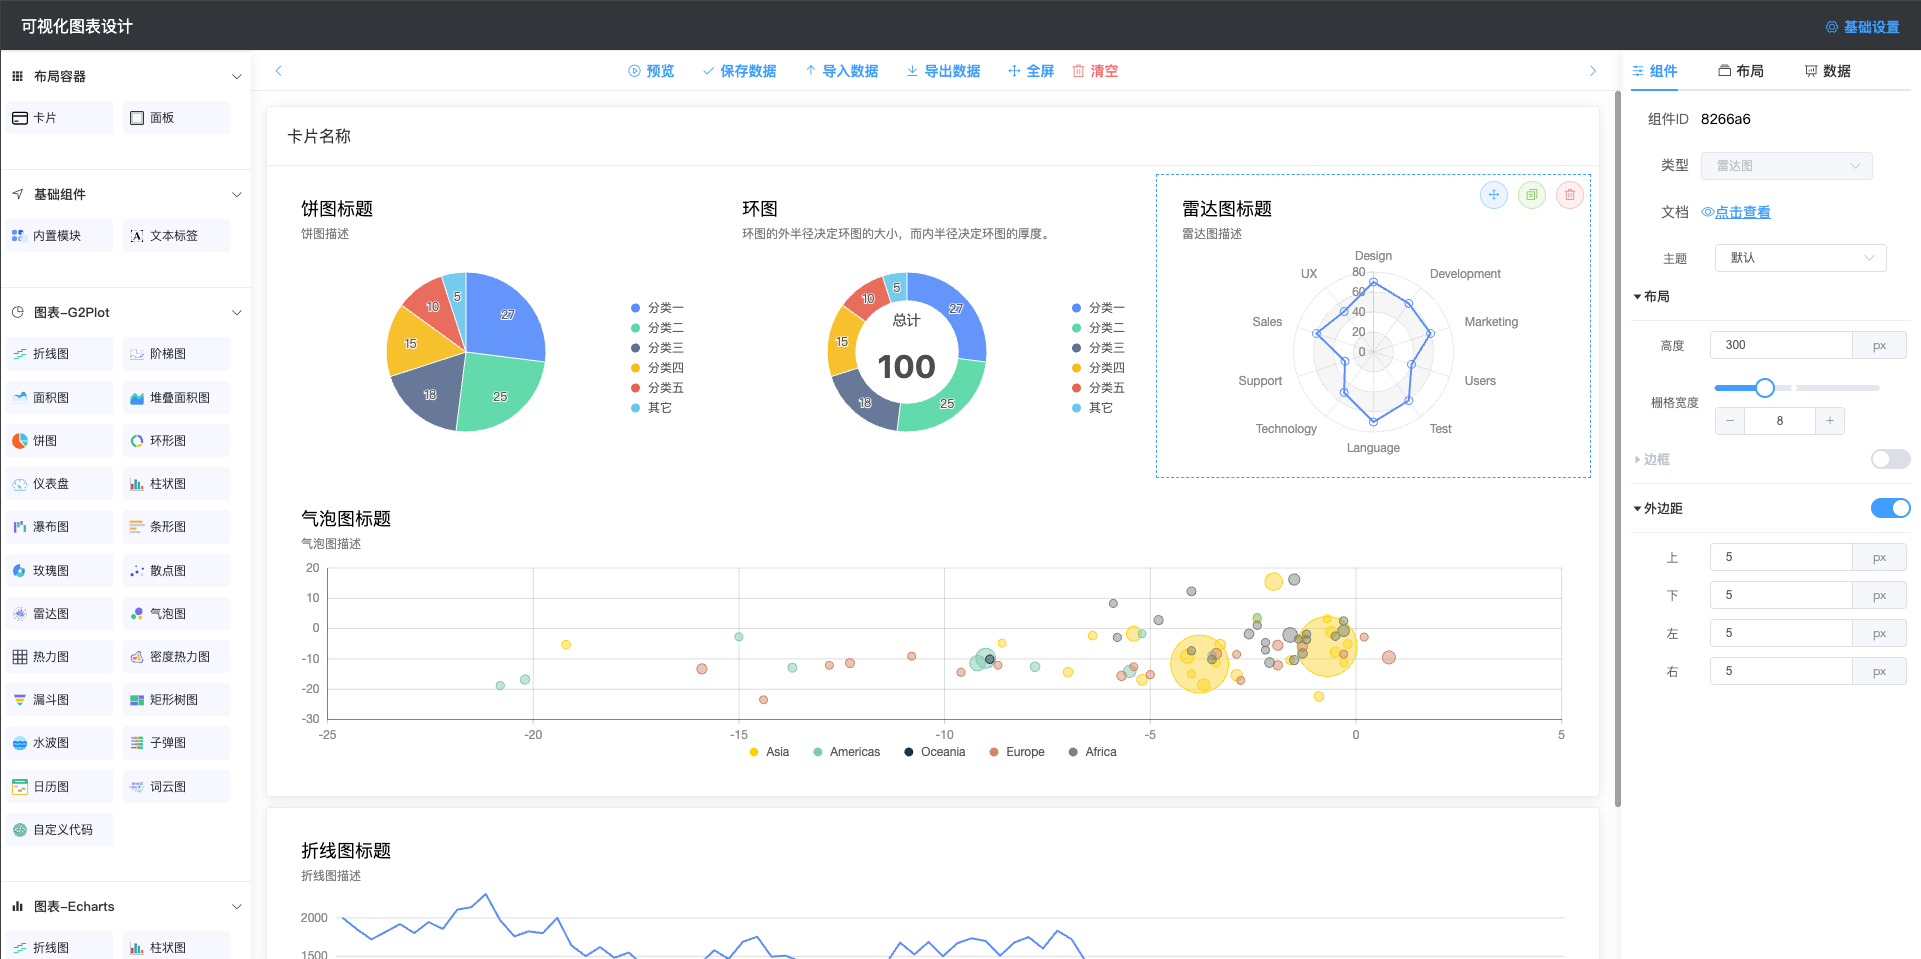 可视化图表设计
基础设置
布局容器
卡片
面板
基础组件
内置模块
文本标签
图表-G2Plot
折线图
阶梯图
面积图
堆叠面积图
饼图
环形图
仪表盘
柱状图
瀑布图
条形图
玫瑰图
散点图
雷达图
气泡图
热力图
密度热力图
漏斗图
矩形树图
水波图
子弹图
日历图
词云图
自定义代码
图表-Echarts
折线图
柱状图
预览
保存数据
导入数据
导出数据
全屏
清空
卡片名称
饼图标题
饼图描述
27
25
18
15
10
5
分类一
分类二
分类三
分类四
分类五
其它
环图
环图的外半径决定环图的大小，而内半径决定环图的厚度。
27
25
18
15
10
5
总计
100
分类一
分类二
分类三
分类四
分类五
其它
雷达图标题
雷达图描述
Design
Development
Marketing
Users
Test
Language
Technology
Support
Sales
UX
80
60
40
20
0
气泡图标题
气泡图描述
20
10
0
-10
-20
-30
-25
-20
-15
-10
-5
0
5
Asia
Americas
Oceania
Europe
Africa
折线图标题
折线图描述
2000
1500
组件
布局
数据
组件ID
8266a6
类型
雷达图
文档
点击查看
主题
默认
布局
高度
300
px
栅格宽度
8
边框
外边距
上
5
px
下
5
px
左
5
px
右
5
px